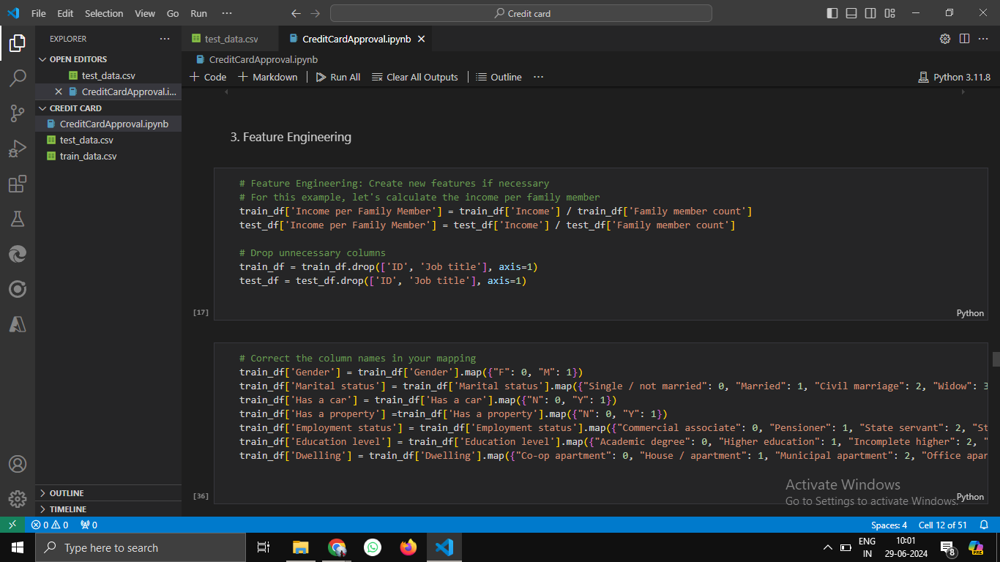 File Edit Selection View Go Run ··· Credit card
EXPLORER ···
OPEN EDITORS
test_data.csv
CreditCardApproval.i...
CREDIT CARD
CreditCardApproval.ipynb
test_data.csv
train_data.csv
OUTLINE
TIMELINE
test_data.csv CreditCardApproval.ipynb
CreditCardApproval.ipynb
+ Code + Markdown Run All Clear All Outputs Outline ··· Python 3.11.8
3. Feature Engineering
# Feature Engineering: Create new features if necessary
# For this example, let's calculate the income per family member
train_df['Income per Family Member'] = train_df['Income'] / train_df['Family member count']
test_df['Income per Family Member'] = test_df['Income'] / test_df['Family member count']
# Drop unnecessary columns
train_df = train_df.drop(['ID', 'Job title'], axis=1)
test_df = test_df.drop(['ID', 'Job title'], axis=1)
[17] Python
# Correct the column names in your mapping
train_df['Gender'] = train_df['Gender'].map({"F": 0, "M": 1})
train_df['Marital status'] = train_df['Marital status'].map({"Single / not married": 0, "Married": 1, "Civil marriage": 2, "Widow": 3
train_df['Has a car'] = train_df['Has a car'].map({"N": 0, "Y": 1})
train_df['Has a property'] =train_df['Has a property'].map({"N": 0, "Y": 1})
train_df['Employment status'] = train_df['Employment status'].map({"Commercial associate": 0, "Pensioner": 1, "State servant": 2, "St
train_df['Education level'] = train_df['Education level'].map({"Academic degree": 0, "Higher education": 1, "Incomplete higher": 2, "
train_df['Dwelling'] = train_df['Dwelling'].map({"Co-op apartment": 0, "House / apartment": 1, "Municipal apartment": 2, "Office apar
[36] Python
Activate Windows
Go to Settings to activate Windows.
0 0 0 Spaces: 4 Cell 12 of 51
Type here to search
ENG
IN
10:01
29-06-2024
8
PRE